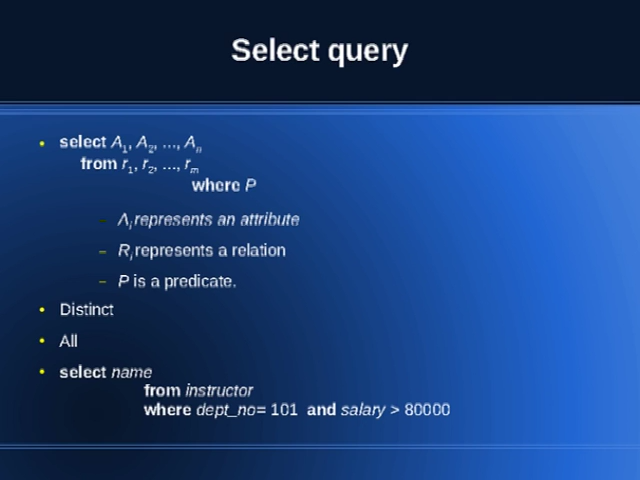 Select query
• select A1, A2, ..., An
from r1, r2, ..., rm
where P
– Ai represents an attribute
– Ri represents a relation
– P is a predicate.
• Distinct
• All
• select name
from instructor
where dept_no= 101 and salary > 80000